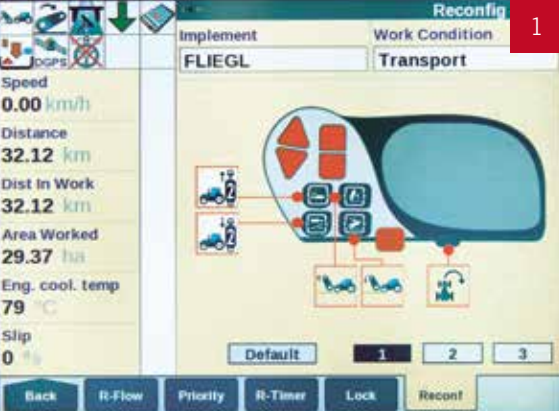 1
Reconfig
DGPS
Implement
Work Condition
FLIEGL
Transport
Speed
0.00 km/h
Distance
32.12 km
Dist In Work
32.12 km
Area Worked
29.37 ha
Eng. cool. temp
79 °C
Slip
0 %
2
2
Default
1
2
3
Back
R-Flow
Priority
R-Timer
Lock
Reconf